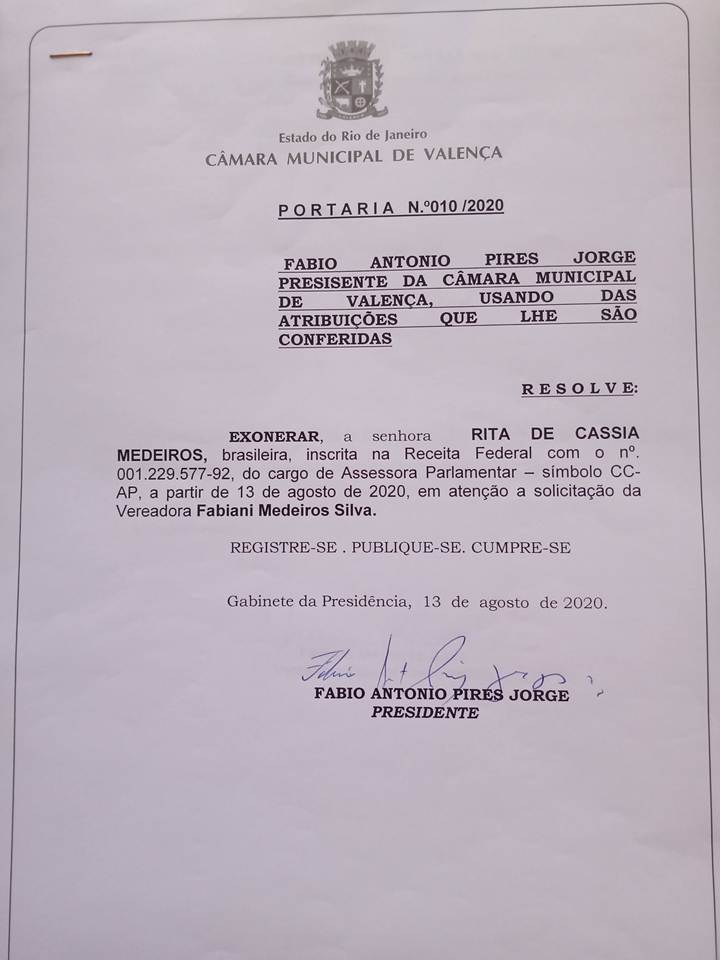 Estado do Rio de Janeiro
CÂMARA MUNICIPAL DE VALENÇA
PORTARIA N.º010 /2020
FABIO ANTONIO PIRES JORGE
PRESISENTE DA CÂMARA MUNICIPAL
DE VALENÇA, USANDO DAS
ATRIBUIÇÕES QUE LHE SÃO
CONFERIDAS
RESOLVE:
EXONERAR, a senhora RITA DE CASSIA
MEDEIROS, brasileira, inscrita na Receita Federal com o nº.
001.229.577-92, do cargo de Assessora Parlamentar – símbolo CC-
AP, a partir de 13 de agosto de 2020, em atenção a solicitação da
Vereadora Fabiani Medeiros Silva.
REGISTRE-SE . PUBLIQUE-SE. CUMPRE-SE
Gabinete da Presidência, 13 de agosto de 2020.
FABIO ANTONIO PIRES JORGE
PRESIDENTE